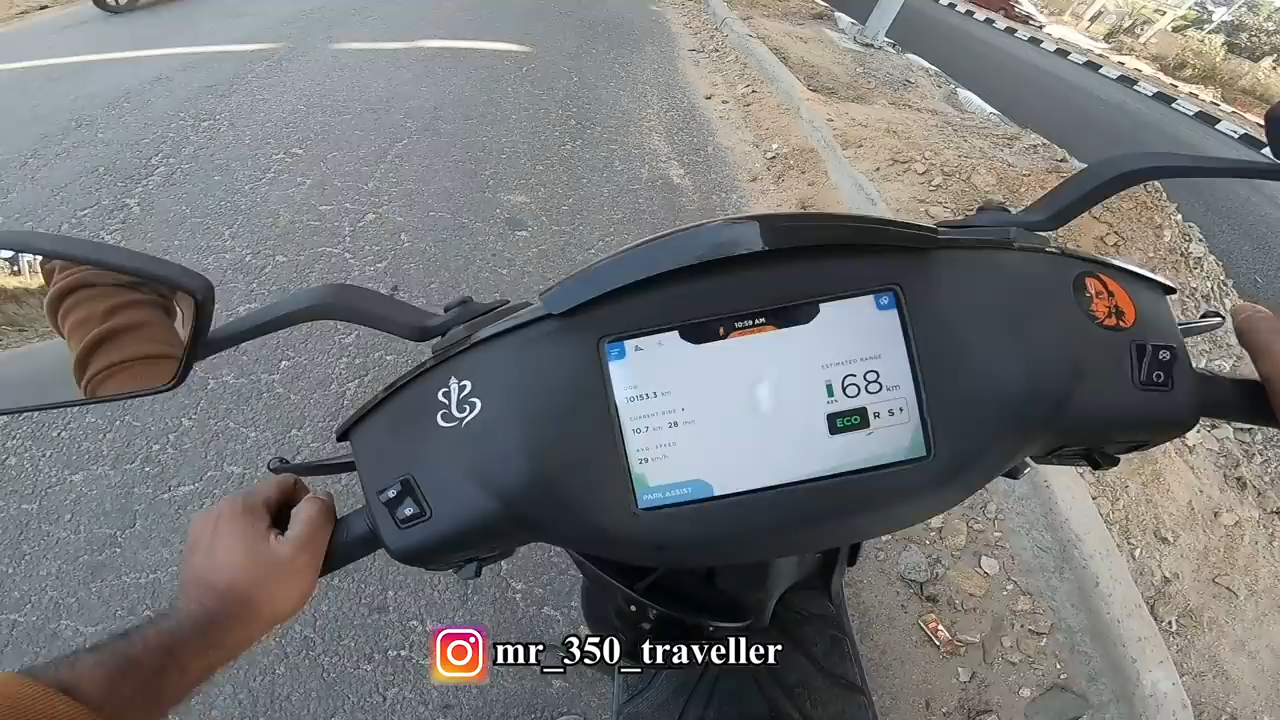 10:59 AM
ODO
10153.3 km
CURRENT RIDE
10.7 km 28 min
AVG. SPEED
29 km/h
PARK ASSIST
ESTIMATED RANGE
68 km
ECO R S
mr_350_traveller